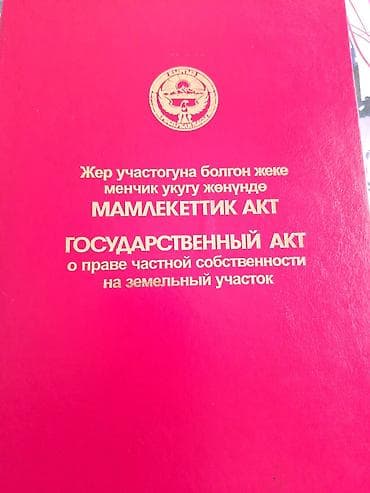 Жер участогуна болгон жеке
менчик укугу жөнүндө
МАМЛЕКЕТТИК АКТ
ГОСУДАРСТВЕННЫЙ АКТ
о праве частной собственности
на земельный участок